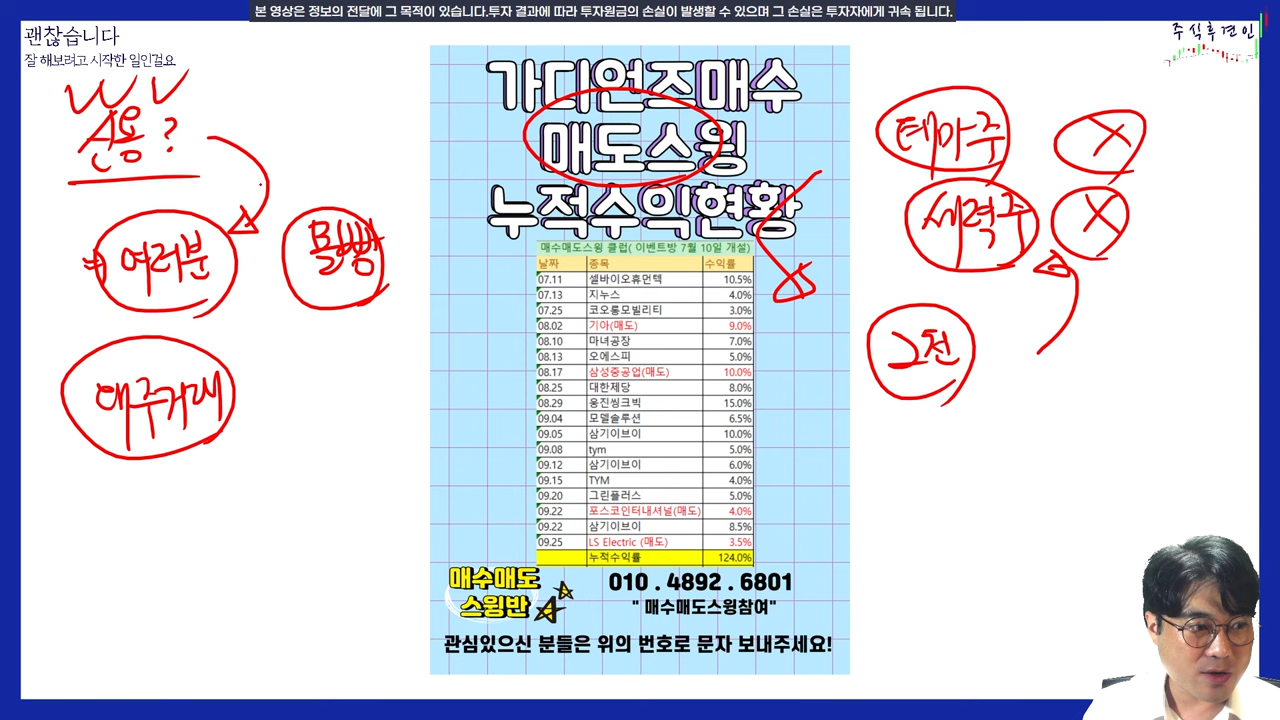 본 영상은 정보의 전달에 그 목적이 있습니다.투자 결과에 따라 투자원금의 손실이 발생할 수 있으며 그 손실은 투자자에게 귀속 됩니다.
괜찮습니다
잘 해보려고 시작한 일인걸요
주식후견인
신용?
여러분
몰빵
매주거래
가디언즈매수
매도스윙
누적수익현황
매수매도스윙 클럽( 이벤트방 7월 10일 개설)
날짜 종목 수익률
07.11 셀바이오휴먼텍 10.5%
07.13 지누스 4.0%
07.25 코오롱모빌리티 3.0%
08.02 기아(매도) 9.0%
08.10 마녀공장 7.0%
08.13 오에스피 5.0%
08.17 삼성중공업(매도) 10.0%
08.25 대한제당 8.0%
08.29 웅진씽크빅 15.0%
09.04 모델솔루션 6.5%
09.05 삼기이브이 10.0%
09.08 tym 5.0%
09.12 삼기이브이 6.0%
09.15 TYM 4.0%
09.20 그린플러스 5.0%
09.22 포스코인터내셔널(매도) 4.0%
09.22 삼기이브이 8.5%
09.25 LS Electric (매도) 3.5%
누적수익률 124.0%
매수매도
스윙반
010 . 4892 . 6801
" 매수매도스윙참여"
관심있으신 분들은 위의 번호로 문자 보내주세요!
테마주 X
세력주 X
그전